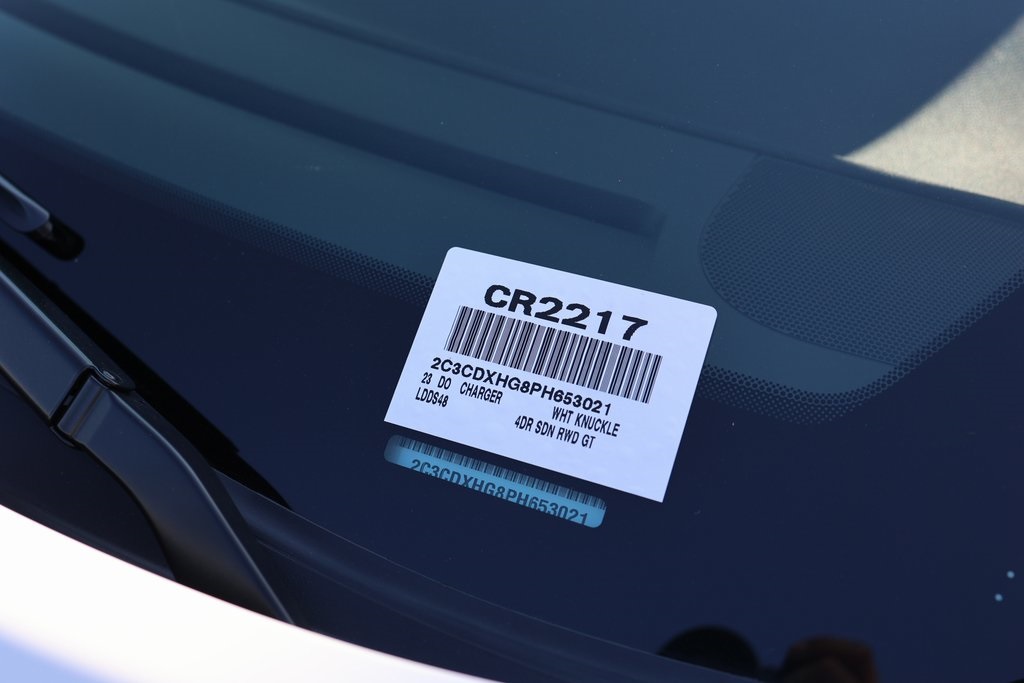 CR2217
2C3CDXHG8PH653021
23 DO CHARGER WHT KNUCKLE
LDDS48 4DR SDN RWD GT
2C3CDXHG8PH653021